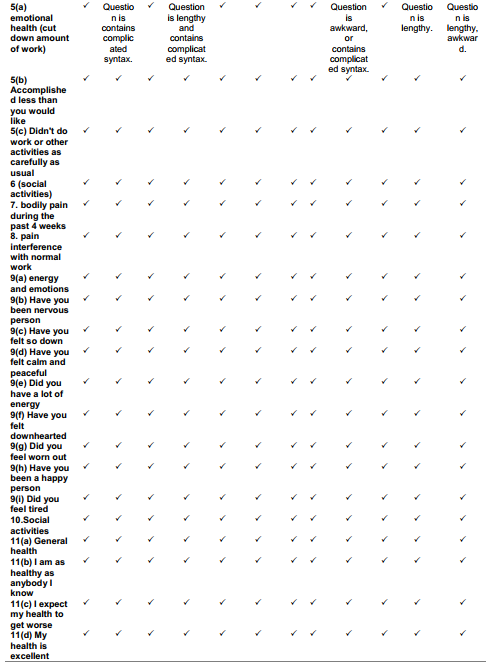 5(a)
emotional
health (cut
down amount
of work)
✓
Questio
n is
contains
complic
ated
syntax.
✓
Question
is lengthy
and
contains
complicat
ed syntax.
✓ ✓ ✓ ✓
Question
is
awkward,
or
contains
complicat
ed syntax.
✓
Questio
n is
lengthy.
Questio
n is
lengthy,
awkwar
d.
5(b) ✓ ✓ ✓ ✓ ✓ ✓ ✓ ✓ ✓ ✓ ✓ ✓
Accomplishe
d less than
you would
like
5(c) Didn't do ✓ ✓ ✓ ✓ ✓ ✓ ✓ ✓ ✓ ✓ ✓ ✓
work or other
activities as
carefully as
usual
6 (social ✓ ✓ ✓ ✓ ✓ ✓ ✓ ✓ ✓ ✓ ✓ ✓
activities)
7. bodily pain ✓ ✓ ✓ ✓ ✓ ✓ ✓ ✓ ✓ ✓ ✓ ✓
during the
past 4 weeks
8. pain ✓ ✓ ✓ ✓ ✓ ✓ ✓ ✓ ✓ ✓ ✓ ✓
interference
with normal
work
9(a) energy ✓ ✓ ✓ ✓ ✓ ✓ ✓ ✓ ✓ ✓ ✓ ✓
and emotions
9(b) Have you ✓ ✓ ✓ ✓ ✓ ✓ ✓ ✓ ✓ ✓ ✓ ✓
been nervous
person
9(c) Have you ✓ ✓ ✓ ✓ ✓ ✓ ✓ ✓ ✓ ✓ ✓ ✓
felt so down
9(d) Have you ✓ ✓ ✓ ✓ ✓ ✓ ✓ ✓ ✓ ✓ ✓ ✓
felt calm and
peaceful
9(e) Did you ✓ ✓ ✓ ✓ ✓ ✓ ✓ ✓ ✓ ✓ ✓ ✓
have a lot of
energy
9(f) Have you ✓ ✓ ✓ ✓ ✓ ✓ ✓ ✓ ✓ ✓ ✓ ✓
felt
downhearted
9(g) Did you ✓ ✓ ✓ ✓ ✓ ✓ ✓ ✓ ✓ ✓ ✓ ✓
feel worn out
9(h) Have you ✓ ✓ ✓ ✓ ✓ ✓ ✓ ✓ ✓ ✓ ✓ ✓
been a happy
person
9(i) Did you ✓ ✓ ✓ ✓ ✓ ✓ ✓ ✓ ✓ ✓ ✓ ✓
feel tired
10.Social ✓ ✓ ✓ ✓ ✓ ✓ ✓ ✓ ✓ ✓ ✓ ✓
activities
11(a) General ✓ ✓ ✓ ✓ ✓ ✓ ✓ ✓ ✓ ✓ ✓ ✓
health
11(b) I am as ✓ ✓ ✓ ✓ ✓ ✓ ✓ ✓ ✓ ✓ ✓ ✓
healthy as
anybody I
know
11(c) I expect ✓ ✓ ✓ ✓ ✓ ✓ ✓ ✓ ✓ ✓ ✓ ✓
my health to
get worse
11(d) My ✓ ✓ ✓ ✓ ✓ ✓ ✓ ✓ ✓ ✓ ✓ ✓
health is
excellent